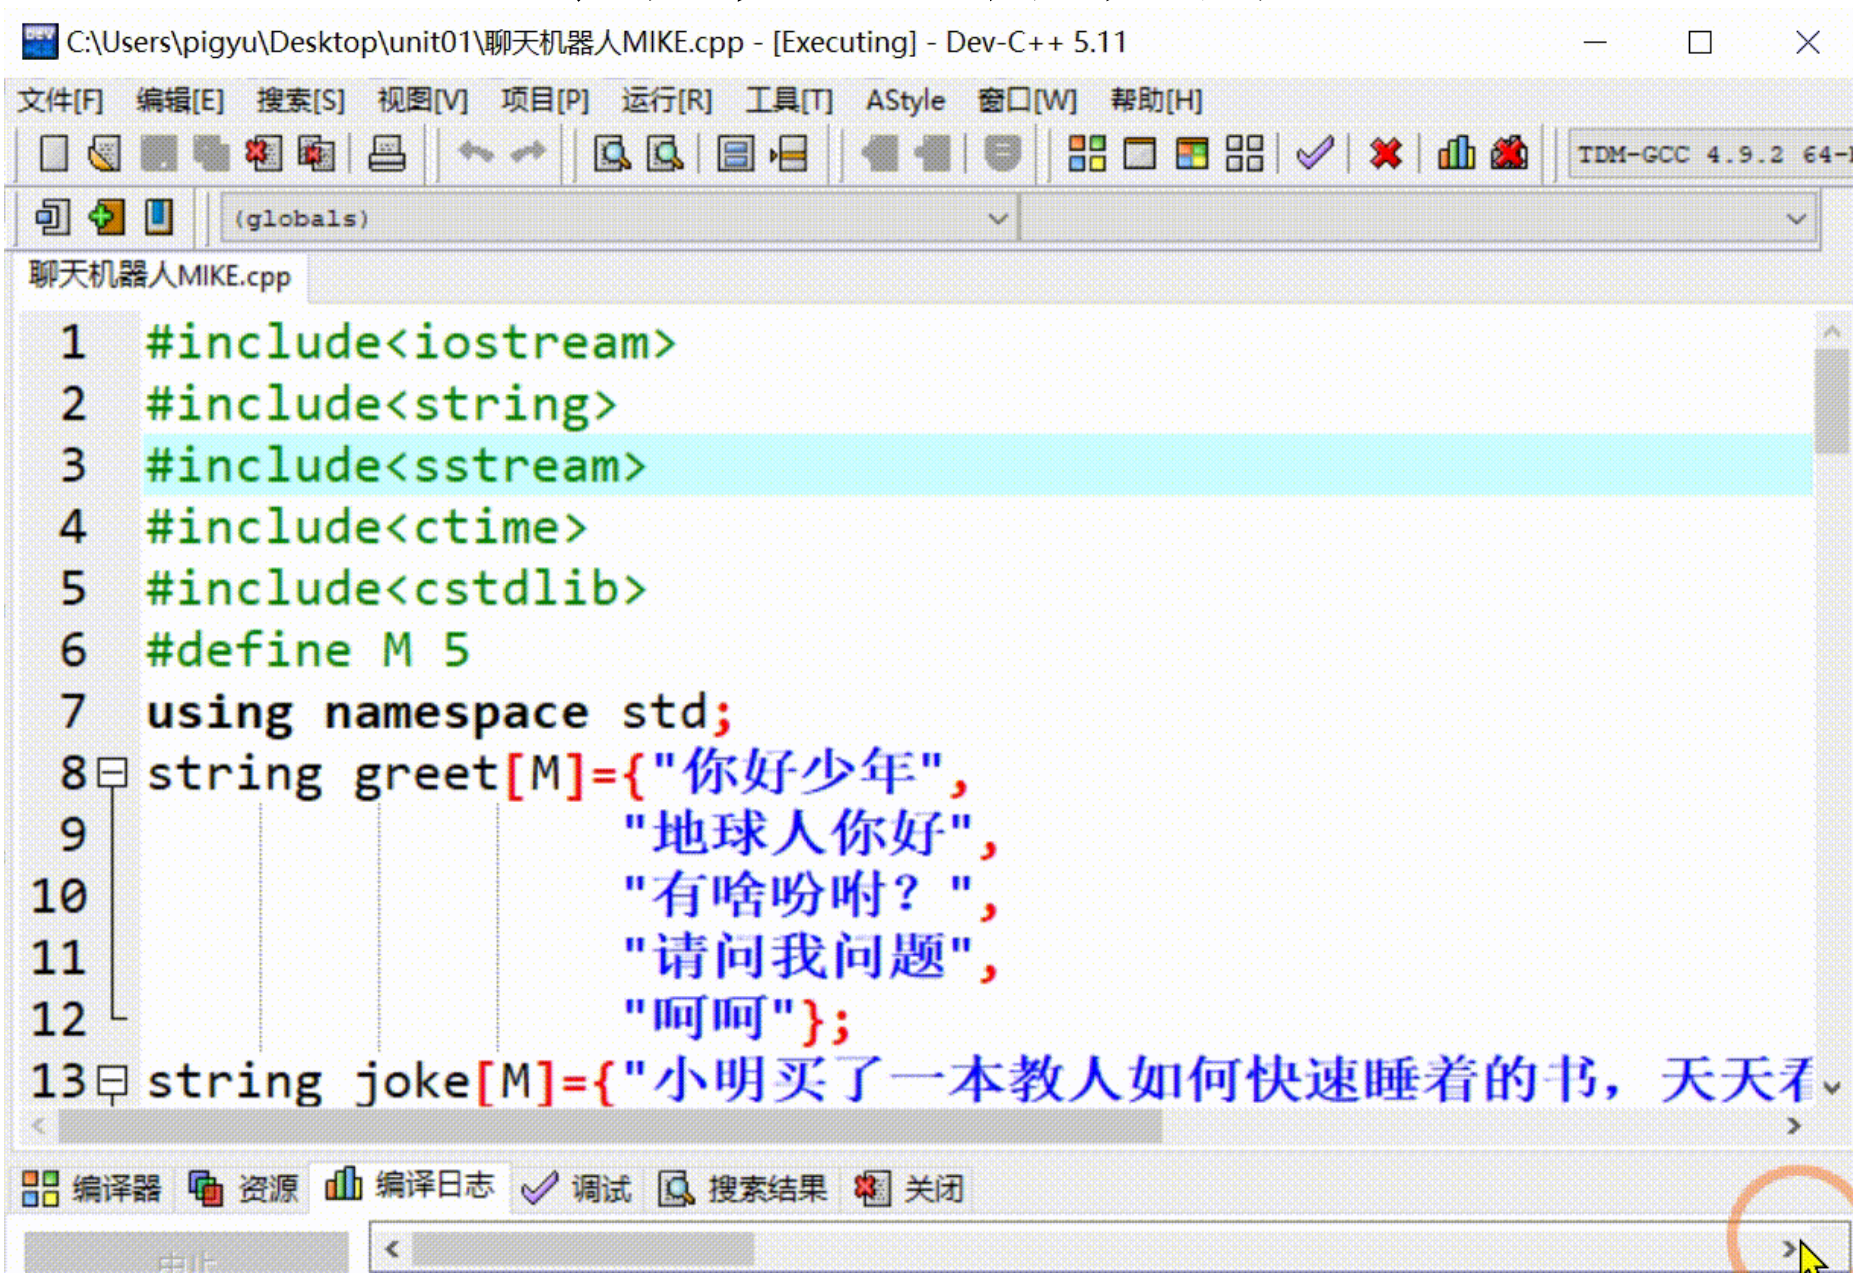 C:\Users\pigyu\Desktop\unit01\聊天机器人MIKE.cpp - [Executing] - Dev-C++ 5.11
文件[F] 编辑[E] 搜索[S] 视图[V] 项目[P] 运行[R] 工具[T] AStyle 窗口[W] 帮助[H]
TDM-GCC 4.9.2 64-
(globals)
聊天机器人MIKE.cpp
1 #include<iostream>
2 #include<string>
3 #include<sstream>
4 #include<ctime>
5 #include<cstdlib>
6 #define M 5
7 using namespace std;
8 string greet[M]={"你好少年",
9 "地球人你好",
10 "有啥吩咐？",
11 "请问我问题",
12 "呵呵"};
13 string joke[M]={"小明买了一本教人如何快速睡着的书，天天看
编译器 资源 编译日志 调试 搜索结果 关闭